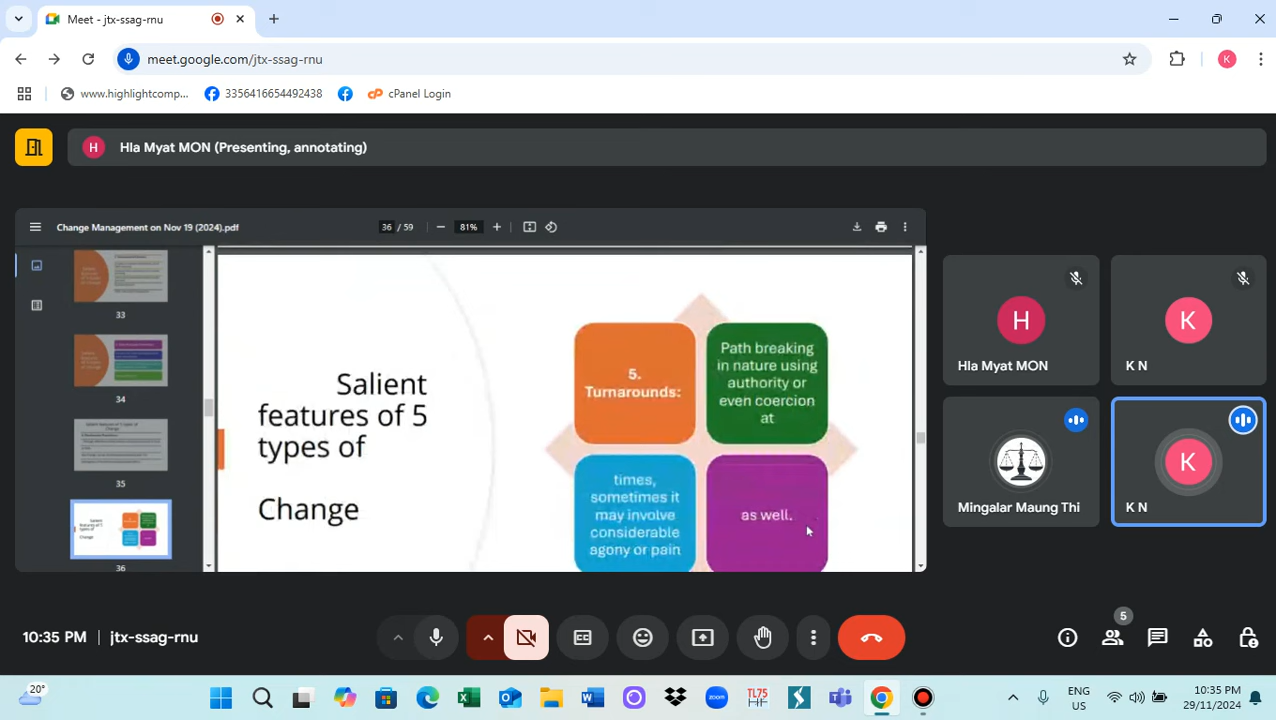 Meet - jtx-ssag-rnu
meet.google.com/jtx-ssag-rnu
K
www.highlightcomp...
3356416654492438
cPanel Login
H
Hla Myat MON (Presenting, annotating)
Change Management on Nov 19 (2024).pdf
36 / 59
81%
33
34
35
36
Salient
features of 5
types of
Change
5.
Turnarounds:
Path breaking
in nature using
authority or
even coercion
at
times,
sometimes it
may involve
considerable
agony or pain
as well.
H
Hla Myat MON
K
K N
Mingalar Maung Thi
K
K N
10:35 PM | jtx-ssag-rnu
5
20°
zoom
TL75
ENG
US
10:35 PM
29/11/2024